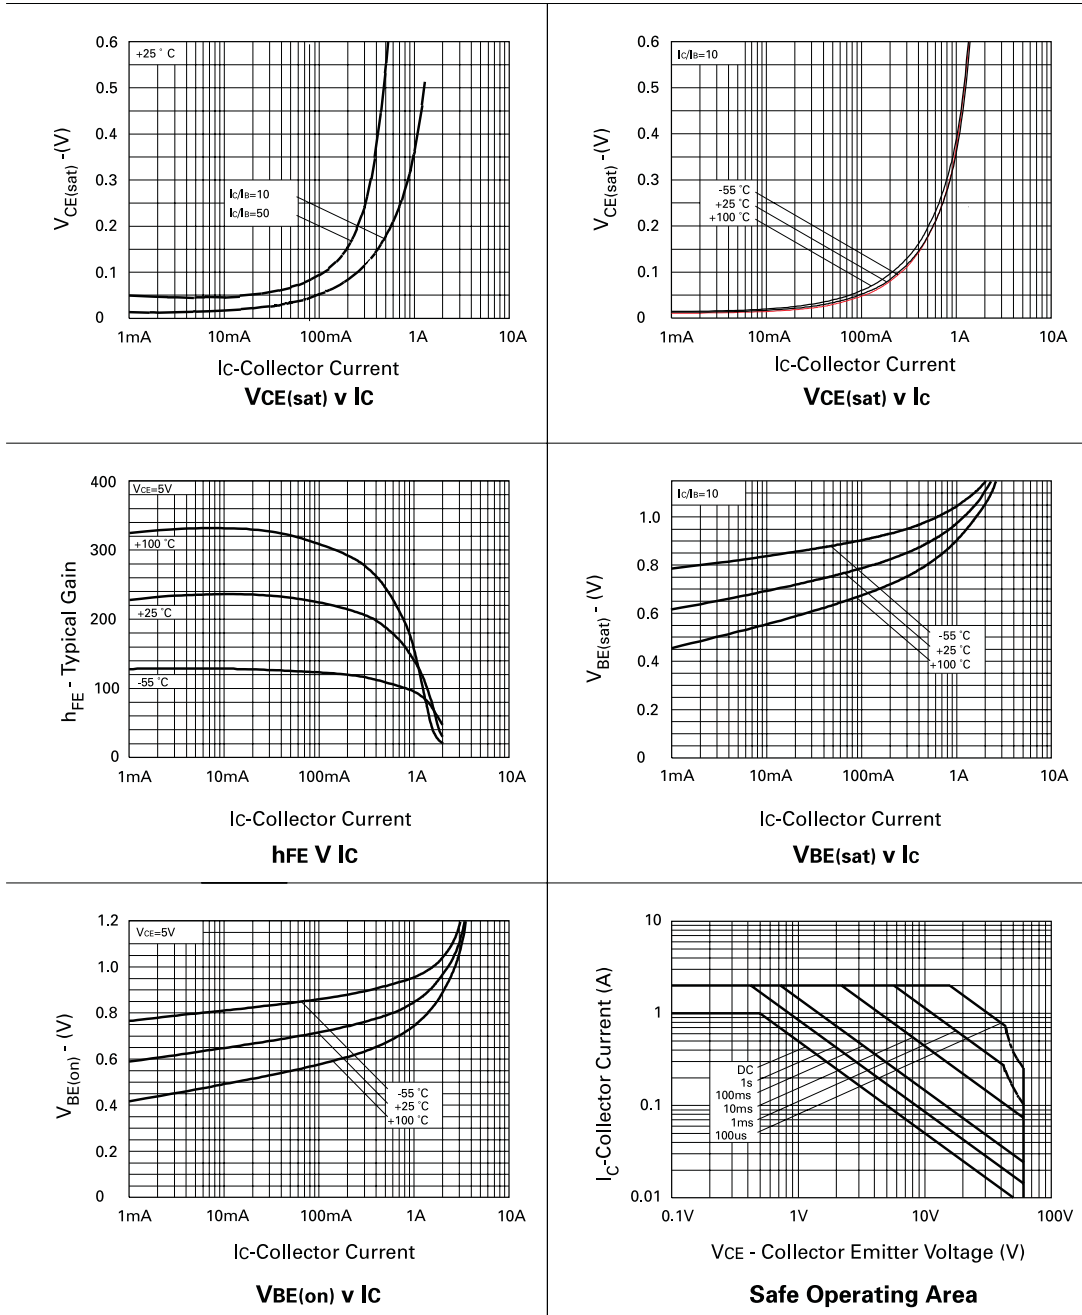 0.6
0.5
0.4
0.3
0.2
0.1
0
+25 ° C
IC/IB=10
IC/IB=50
VCE(sat) - (V)
1mA 10mA 100mA 1A 10A
IC-Collector Current
VCE(sat) v IC
0.6
0.5
0.4
0.3
0.2
0.1
0
IC/IB=10
-55 °C
+25 °C
+100 °C
VCE(sat) - (V)
1mA 10mA 100mA 1A 10A
IC-Collector Current
VCE(sat) v IC
400
300
200
100
0
VCE=5V
+100 °C
+25 °C
-55 °C
hFE - Typical Gain
1mA 10mA 100mA 1A 10A
IC-Collector Current
hFE V IC
1.0
0.8
0.6
0.4
0.2
0
IC/IB=10
-55 °C
+25 °C
+100 °C
VBE(sat) - (V)
1mA 10mA 100mA 1A 10A
IC-Collector Current
VBE(sat) v IC
1.2
1.0
0.8
0.6
0.4
0.2
0
VCE=5V
-55 °C
+25 °C
+100 °C
VBE(on) - (V)
1mA 10mA 100mA 1A 10A
IC-Collector Current
VBE(on) v IC
10
1
0.1
0.01
DC
1s
100ms
10ms
1ms
100us
IC-Collector Current (A)
0.1V 1V 10V 100V
VCE - Collector Emitter Voltage (V)
Safe Operating Area